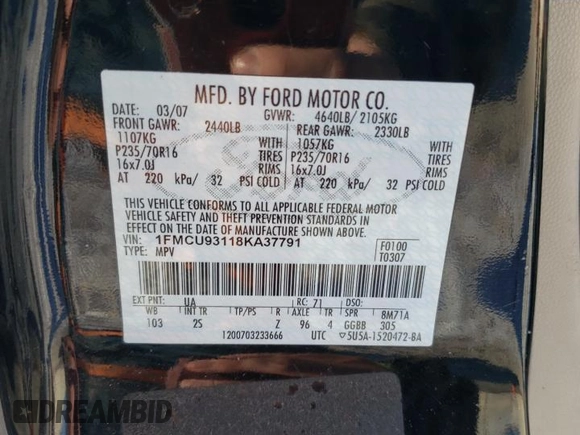 MFD. BY FORD MOTOR CO.
DATE: 03/07 GVWR: 4640LB/ 2105KG
FRONT GAWR: 2440LB REAR GAWR: 2330LB
1107KG WITH 1057KG WITH
P235/70R16 TIRES P235/70R16 TIRES
16x7.0J RIMS 16x7.0J RIMS
AT 220 kPa/ 32 PSI COLD AT 220 kPa/ 32 PSI COLD
THIS VEHICLE CONFORMS TO ALL APPLICABLE FEDERAL MOTOR
VEHICLE SAFETY AND THEFT PREVENTION STANDARDS IN
EFFECT ON THE DATE OF MANUFACTURE SHOWN ABOVE.
VIN: 1FMCU93118KA37791 F0100
TYPE: MPV T0307
EXT PNT: UA RC: 71 DSO:
WB INT TR TP/PS R AXLE TR SPR 8M71A
103 2S Z 96 4 GGBB 305
1200703233666 UTC ▽5U5A-1520472-BA
Ford
DREAMBID